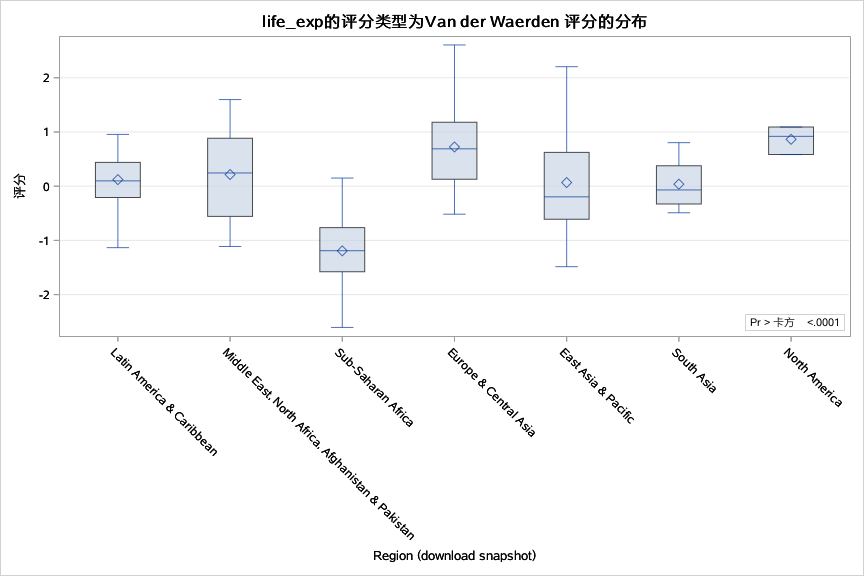 life_exp的评分类型为Van der Waerden 评分的分布
评分
2
1
0
-1
-2
Pr > 卡方 <.0001
Latin America & Caribbean
Middle East, North Africa, Afghanistan & Pakistan
Sub-Saharan Africa
Europe & Central Asia
East Asia & Pacific
South Asia
North America
Region (download snapshot)